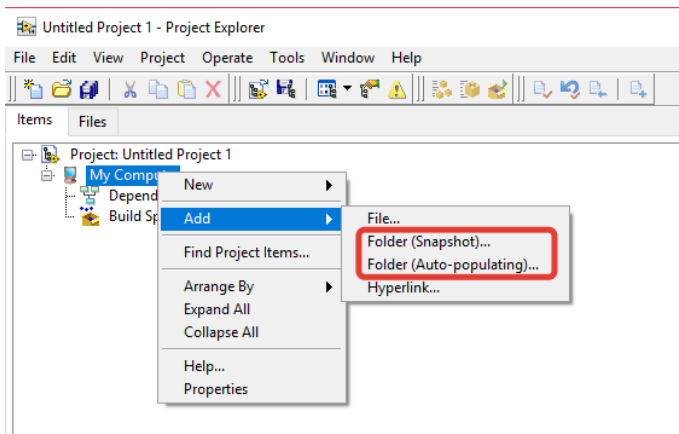 Untitled Project 1 - Project Explorer
File Edit View Project Operate Tools Window Help
Items Files
Project: Untitled Project 1
My Compu
Depend
Build Sp
New
Add
Find Project Items...
Arrange By
Expand All
Collapse All
Help...
Properties
File...
Folder (Snapshot)...
Folder (Auto-populating)...
Hyperlink...